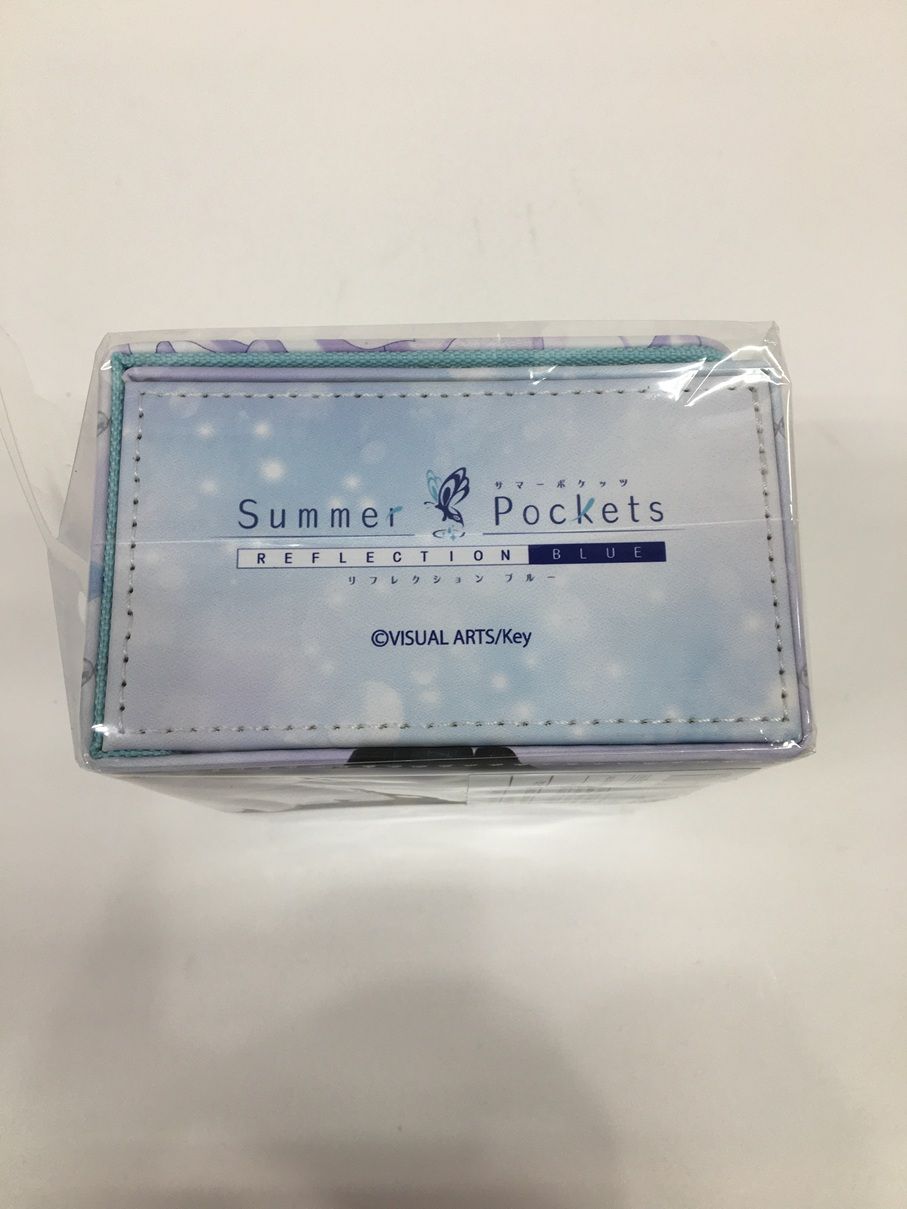 サマーポケッツ
Summer Pockets
REFLECTION BLUE
リフレクション ブルー
©VISUAL ARTS/Key